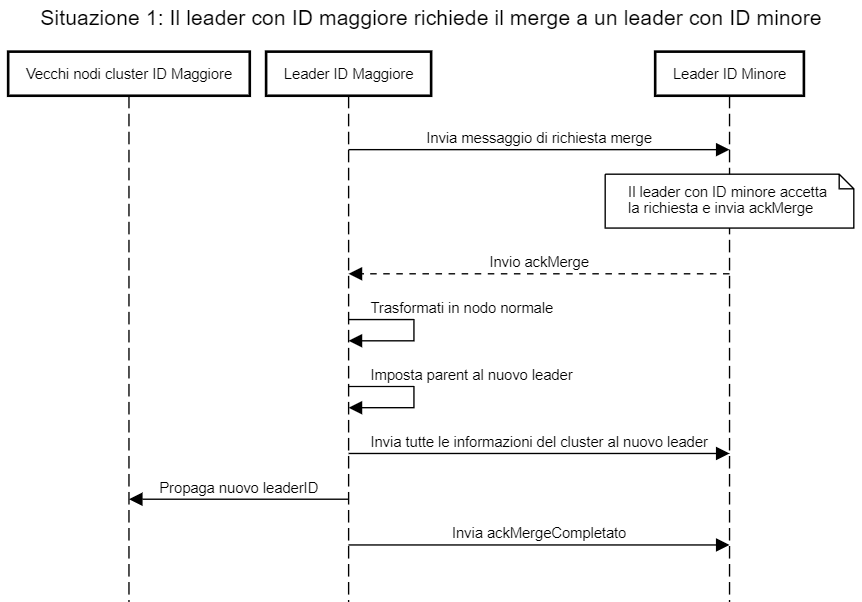 Situazione 1: Il leader con ID maggiore richiede il merge a un leader con ID minore
Vecchi nodi cluster ID Maggiore
Leader ID Maggiore
Leader ID Minore
Invia messaggio di richiesta merge
Il leader con ID minore accetta
la richiesta e invia ackMerge
Invio ackMerge
Trasformati in nodo normale
Imposta parent al nuovo leader
Invia tutte le informazioni del cluster al nuovo leader
Propaga nuovo leaderID
Invia ackMergeCompletato